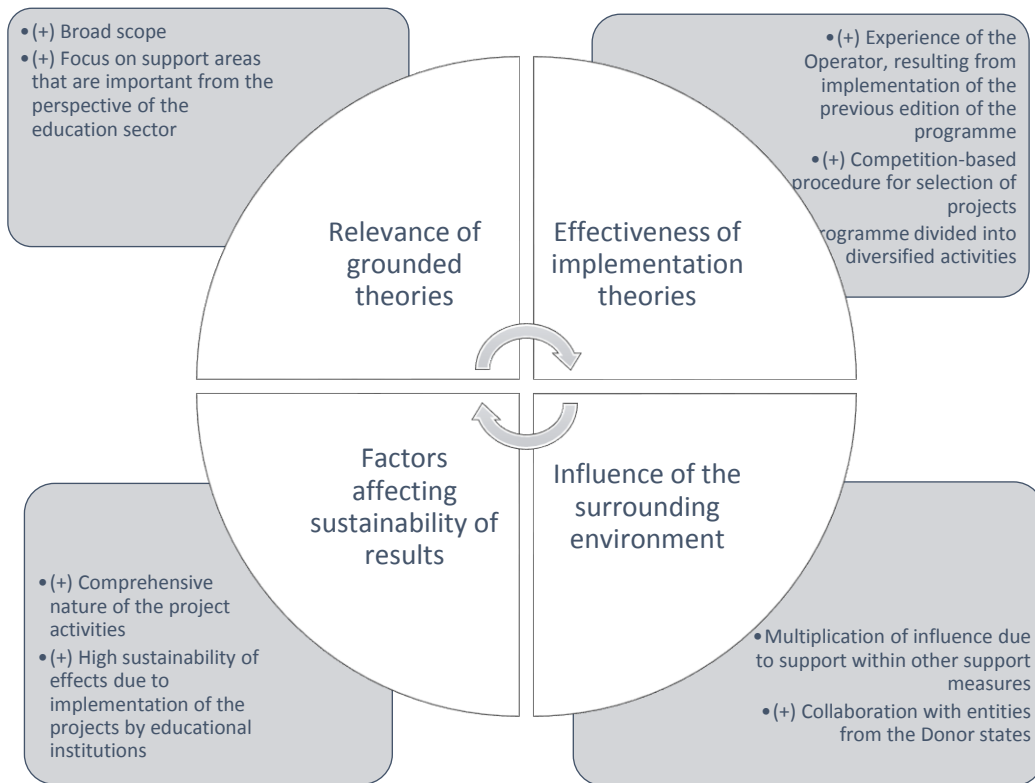 •(+) Broad scope
•(+) Focus on support areas
that are important from the
perspective of the
education sector
•(+) Experience of the
Operator, resulting from
implementation of the
previous edition of the
programme
•(+) Competition-based
procedure for selection of
projects
rogramme divided into
diversified activities
Relevance of
grounded
theories
Effectiveness of
implementation
theories
Factors
affecting
sustainability of
results
Influence of the
surrounding
environment
•(+) Comprehensive
nature of the project
activities
•(+) High sustainability of
effects due to
implementation of the
projects by educational
institutions
•Multiplication of influence due
to support within other support
measures
•(+) Collaboration with entities
from the Donor states